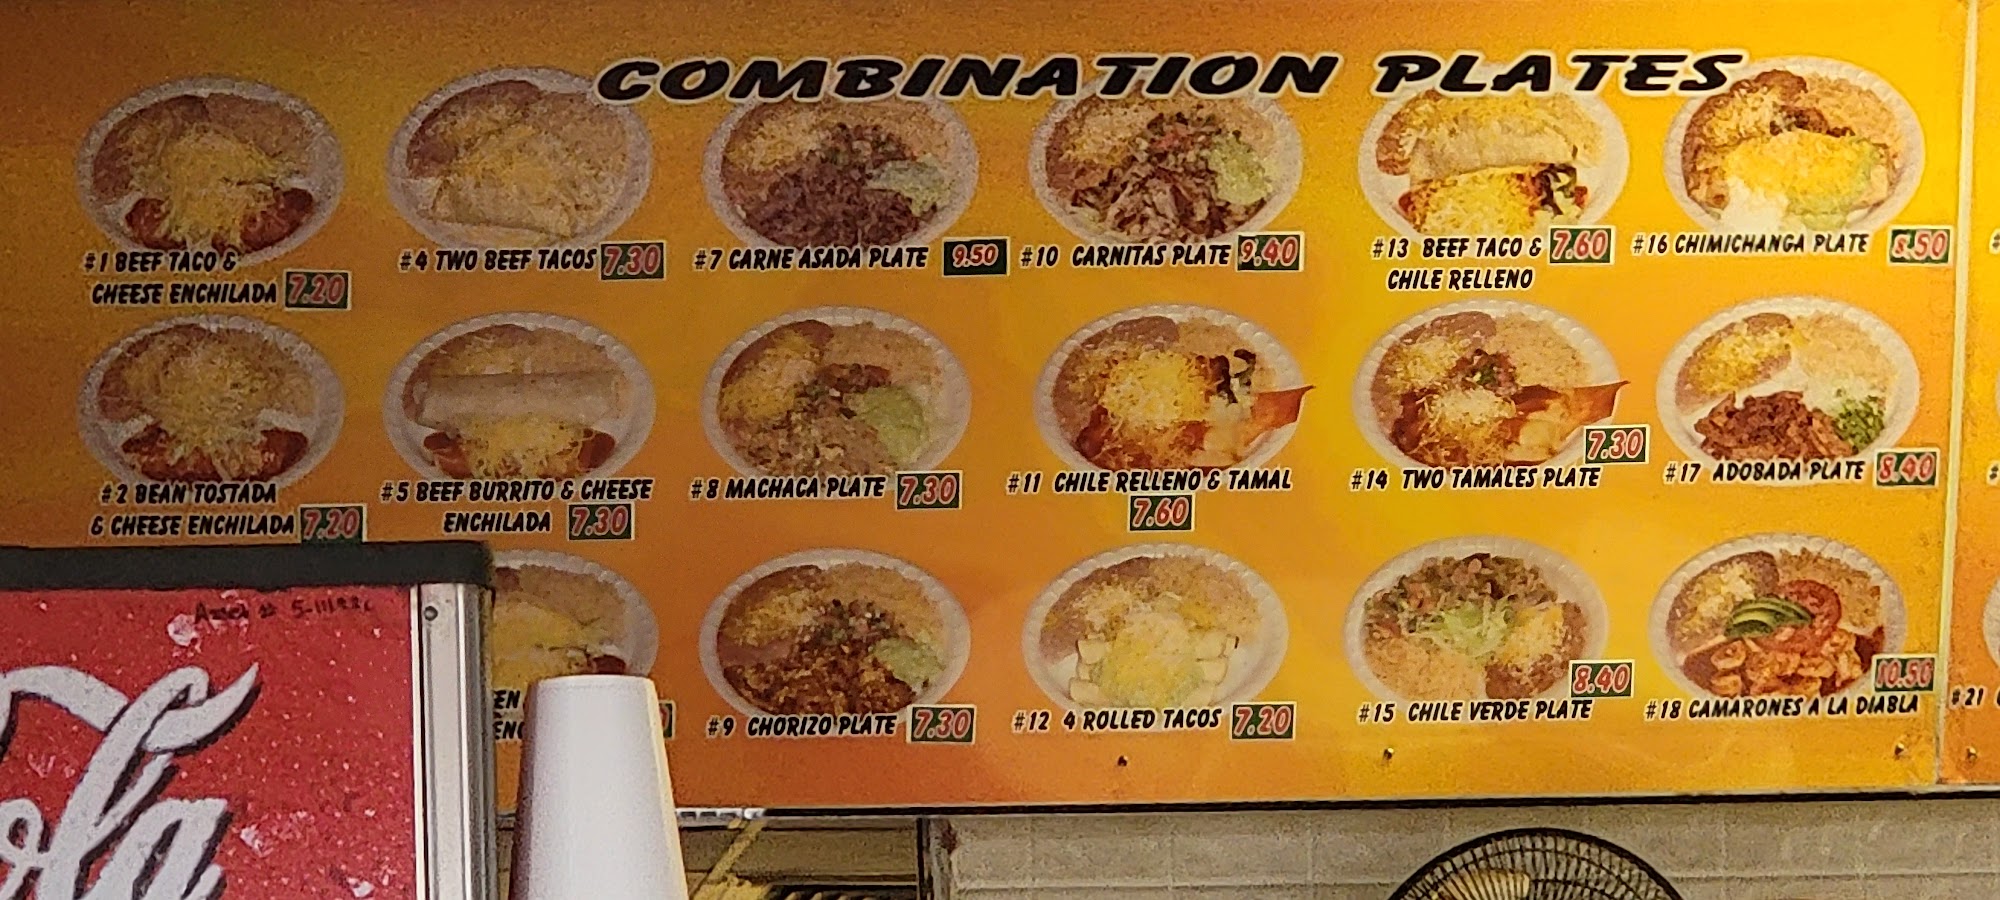 COMBINATION PLATES
#1 BEEF TACO &
CHEESE ENCHILADA 7.20
#4 TWO BEEF TACOS 7.30
#7 CARNE ASADA PLATE 9.50
#10 CARNITAS PLATE 9.40
#13 BEEF TACO & 7.60
CHILE RELLENO
#16 CHIMICHANGA PLATE 8.50
#2 BEAN TOSTADA
& CHEESE ENCHILADA 7.20
#5 BEEF BURRITO & CHEESE
ENCHILADA 7.30
#8 MACHACA PLATE 7.30
#11 CHILE RELLENO & TAMAL
7.60
7.30
#14 TWO TAMALES PLATE
#17 ADOBADA PLATE 8.40
#9 CHORIZO PLATE 7.30
#12 4 ROLLED TACOS 7.20
8.40
#15 CHILE VERDE PLATE
10.50
#18 CAMARONES A LA DIABLA
#21